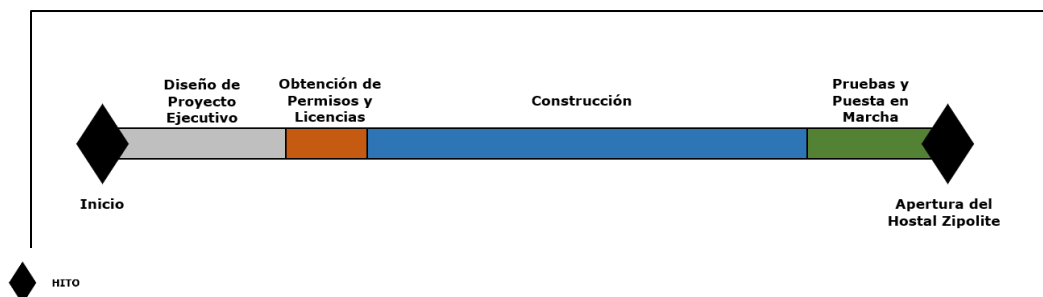 Diseño de
Proyecto
Ejecutivo
Obtención de
Permisos y
Licencias
Construcción
Pruebas y
Puesta en
Marcha
Inicio
Apertura del
Hostal Zipolite
HITO